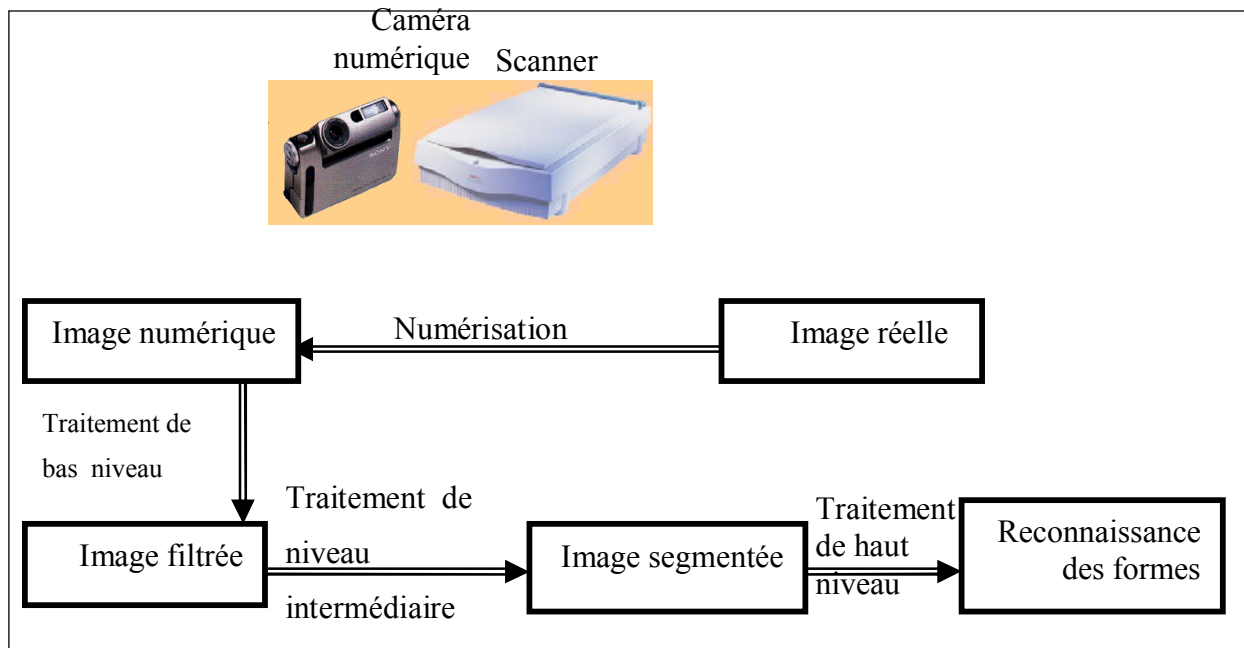 Caméra
numérique
Scanner
SONY
Image numérique
Numérisation
Image réelle
Traitement de
bas niveau
Traitement de
niveau
intermédiaire
Traitement
de haut
niveau
Image filtrée
Image segmentée
Reconnaissance
des formes